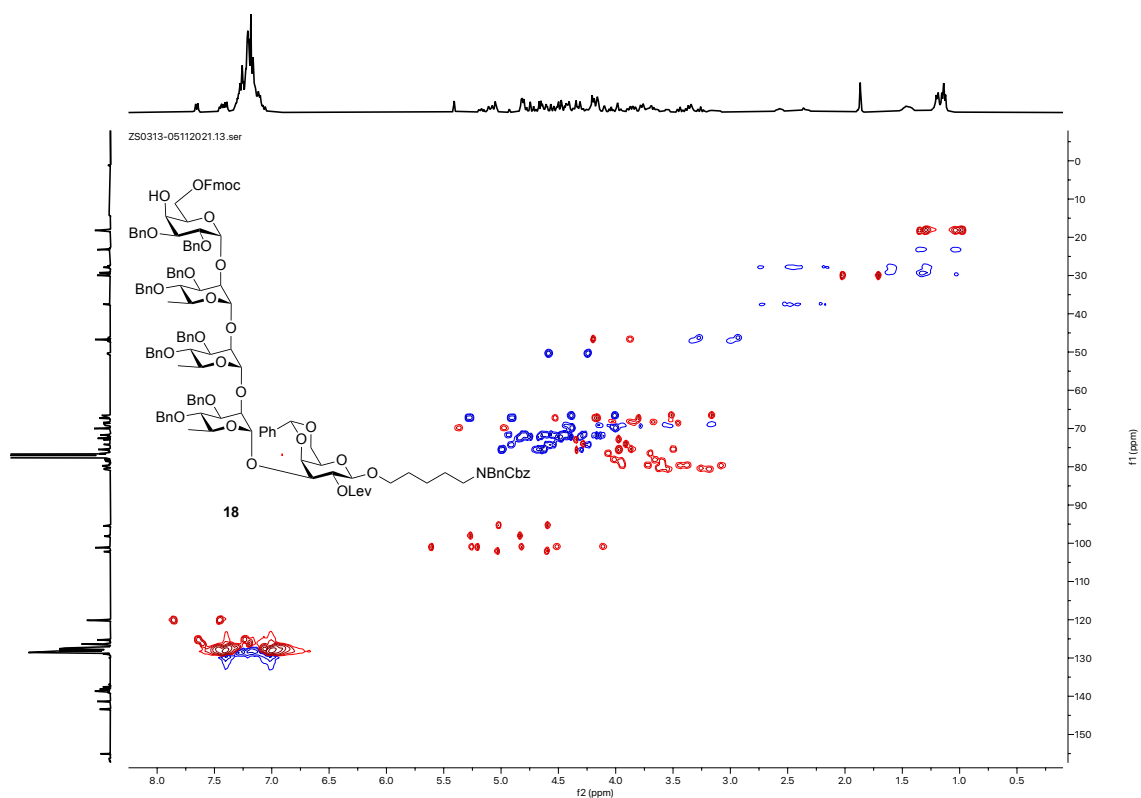 ZS0313-05112021.13.ser
OFmoc
HO
O
BnO
BnO
O
BnO
BnO
O
O
BnO
BnO
O
O
BnO
BnO
O
Ph
O
O
O
O
O
NBnCbz
OLev
18
0
10
20
30
40
50
60
70
80
90
100
110
120
130
140
150
f1 (ppm)
8.0 7.5 7.0 6.5 6.0 5.5 5.0 4.5 4.0 3.5 3.0 2.5 2.0 1.5 1.0 0.5
f2 (ppm)